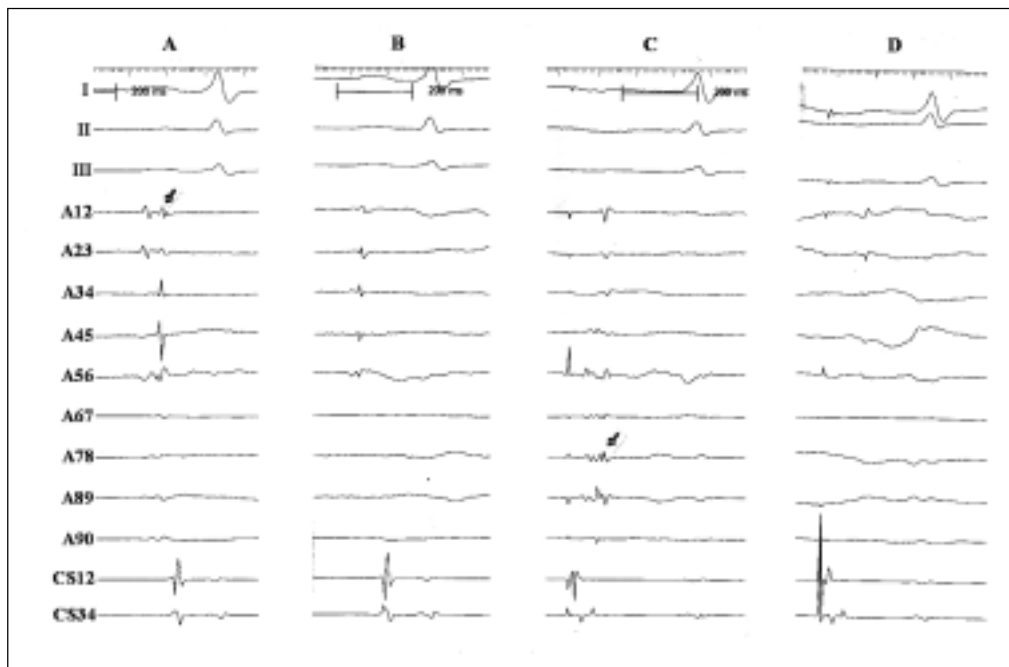 A B C D
I 200 ms 200 ms 200 ms
II
III
A12
A23
A34
A45
A56
A67
A78
A89
A90
CS12
CS34